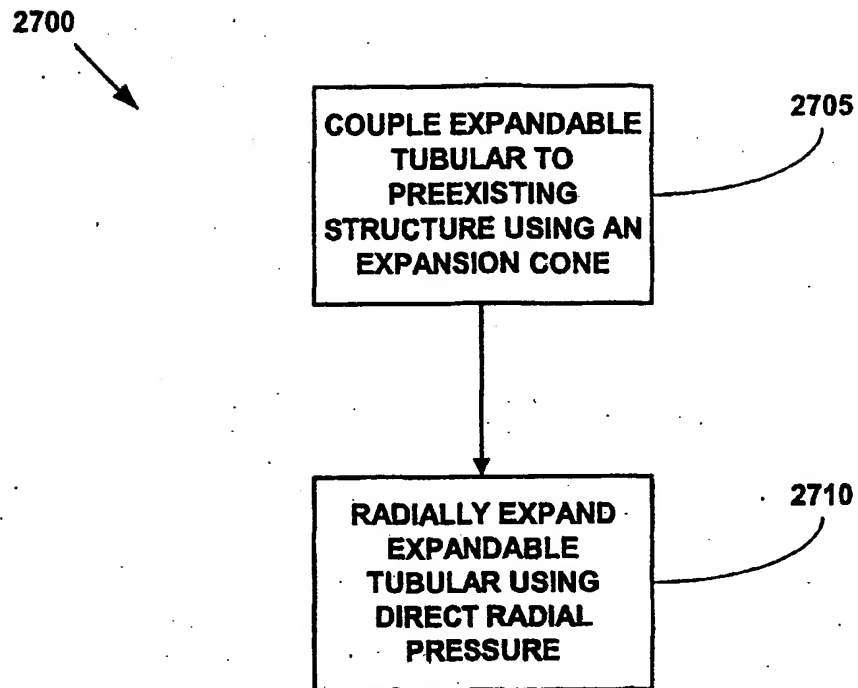 2700
2705
COUPLE EXPANDABLE
TUBULAR TO
PREEXISTING
STRUCTURE USING AN
EXPANSION CONE
2710
RADIALLY EXPAND
EXPANDABLE
TUBULAR USING
DIRECT RADIAL
PRESSURE